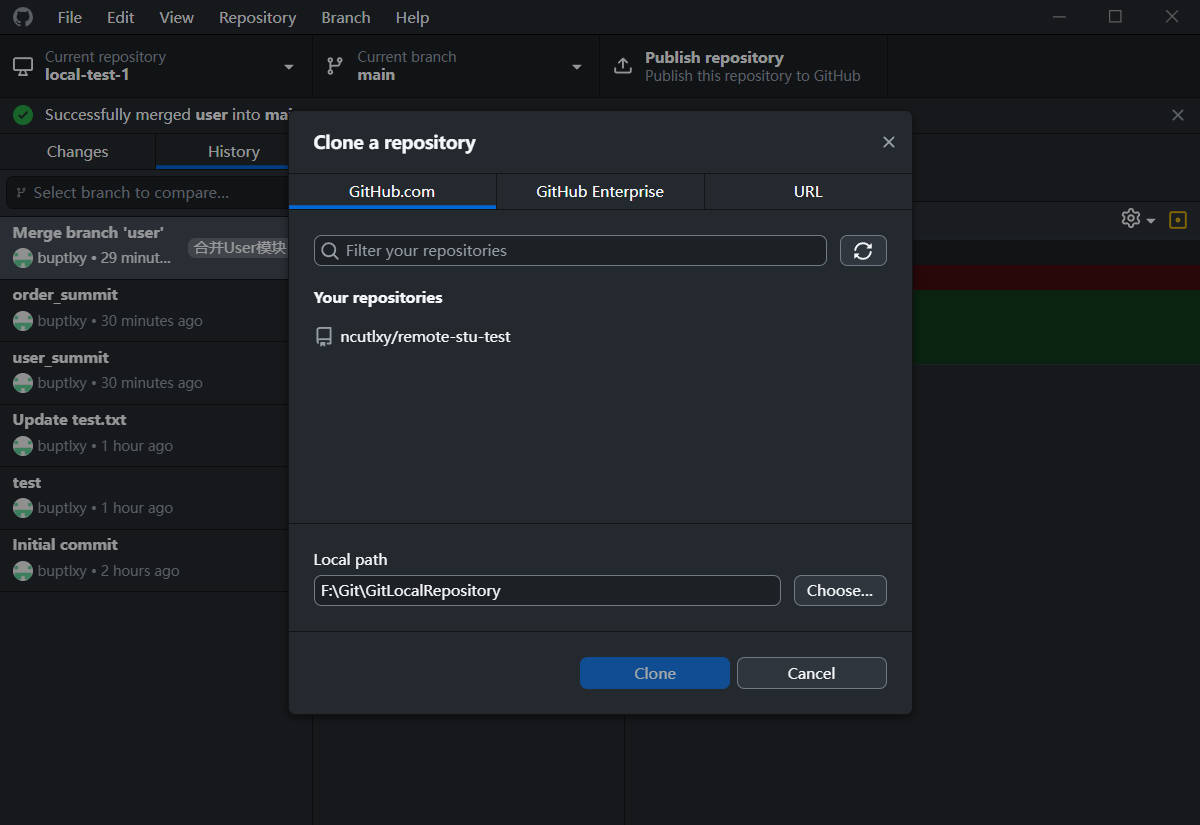 File Edit View Repository Branch Help
Current repository
local-test-1
Current branch
main
Publish repository
Publish this repository to GitHub
Successfully merged user into mai
Changes History
Select branch to compare...
Merge branch 'user'
buptlxy • 29 minut...
合并User模块
order_summit
buptlxy • 30 minutes ago
user_summit
buptlxy • 30 minutes ago
Update test.txt
buptlxy • 1 hour ago
test
buptlxy • 1 hour ago
Initial commit
buptlxy • 2 hours ago
Clone a repository
GitHub.com GitHub Enterprise URL
Filter your repositories
Your repositories
ncutlxy/remote-stu-test
Local path
F:\Git\GitLocalRepository
Choose...
Clone Cancel